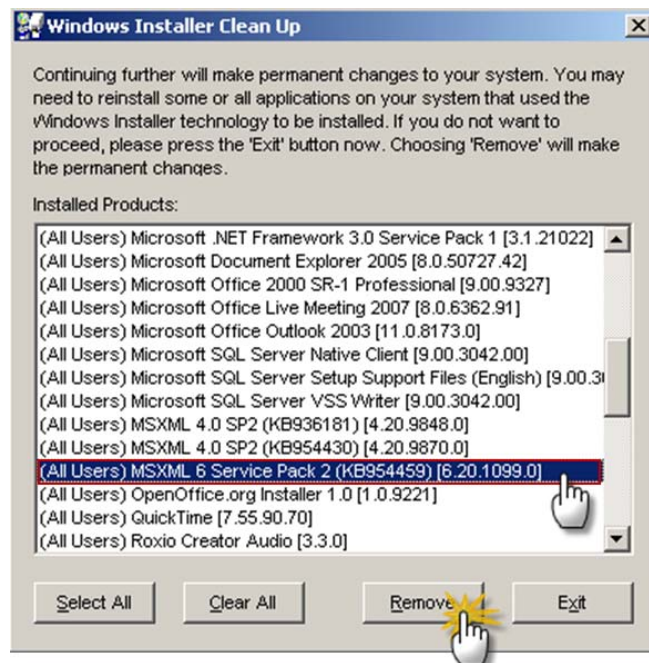 Windows Installer Clean Up
Continuing further will make permanent changes to your system. You may
need to reinstall some or all applications on your system that used the
Windows Installer technology to be installed. If you do not want to
proceed, please press the 'Exit' button now. Choosing 'Remove' will make
the permanent changes.
Installed Products:
(All Users) Microsoft .NET Framework 3.0 Service Pack 1 [3.1.21022]
(All Users) Microsoft Document Explorer 2005 [8.0.50727.42]
(All Users) Microsoft Office 2000 SR-1 Professional [9.00.9327]
(All Users) Microsoft Office Live Meeting 2007 [8.0.6362.91]
(All Users) Microsoft Office Outlook 2003 [11.0.8173.0]
(All Users) Microsoft SQL Server Native Client [9.00.3042.00]
(All Users) Microsoft SQL Server Setup Support Files (English) [9.00.3
(All Users) Microsoft SQL Server VSS Writer [9.00.3042.00]
(All Users) MSXML 4.0 SP2 (KB936181) [4.20.9848.0]
(All Users) MSXML 4.0 SP2 (KB954430) [4.20.9870.0]
(All Users) MSXML 6 Service Pack 2 (KB954459) [6.20.1099.0]
(All Users) OpenOffice.org Installer 1.0 [1.0.9221]
(All Users) QuickTime [7.55.90.70]
(All Users) Roxio Creator Audio [3.3.0]
Select All Clear All Remove Exit